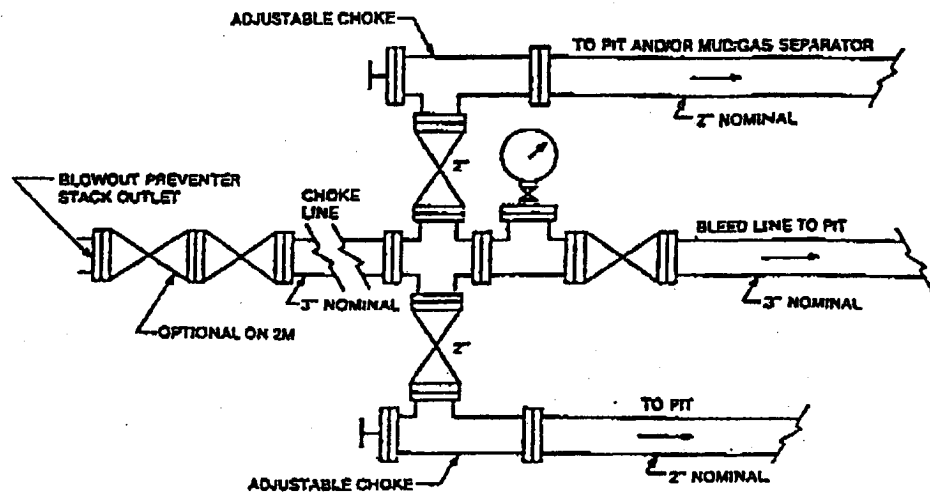 ADJUSTABLE CHOKE
TO PIT AND/OR MUD/GAS SEPARATOR
2" NOMINAL
2"
BLOWOUT PREVENTER
STACK OUTLET
CHOKE
LINE
BLEED LINE TO PIT
3" NOMINAL
3" NOMINAL
OPTIONAL ON 2M
2"
TO PIT
ADJUSTABLE CHOKE
2" NOMINAL